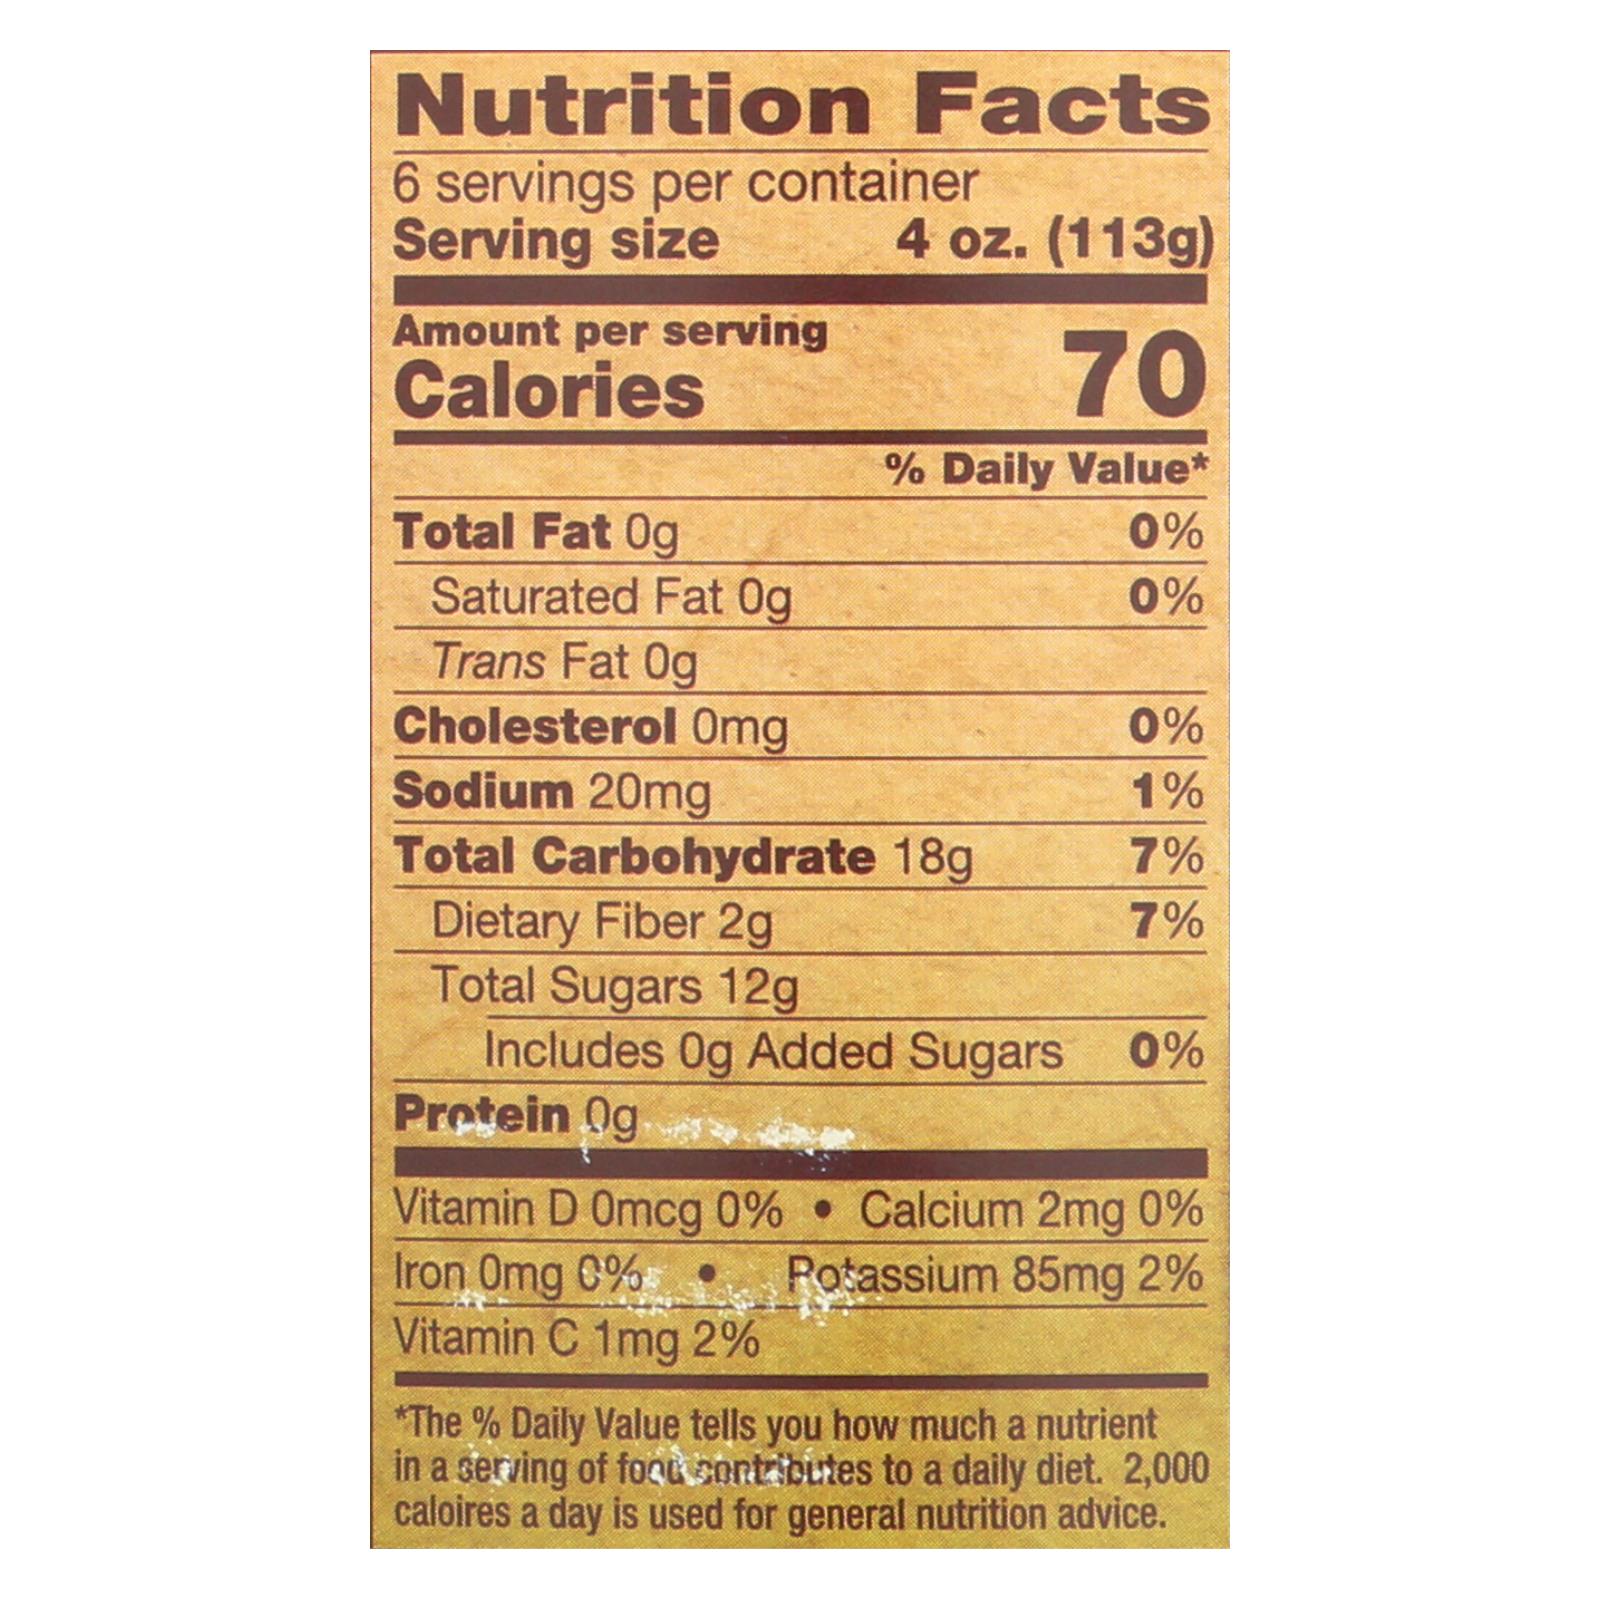 Nutrition Facts
6 servings per container
Serving size 4 oz. (113g)
Amount per serving
Calories 70
% Daily Value*
Total Fat 0g 0%
Saturated Fat 0g 0%
Trans Fat 0g
Cholesterol 0mg 0%
Sodium 20mg 1%
Total Carbohydrate 18g 7%
Dietary Fiber 2g 7%
Total Sugars 12g
Includes 0g Added Sugars 0%
Protein 0g
Vitamin D 0mcg 0% • Calcium 2mg 0%
Iron 0mg 0% • Potassium 85mg 2%
Vitamin C 1mg 2%
*The % Daily Value tells you how much a nutrient
in a serving of food contributes to a daily diet. 2,000
caloires a day is used for general nutrition advice.